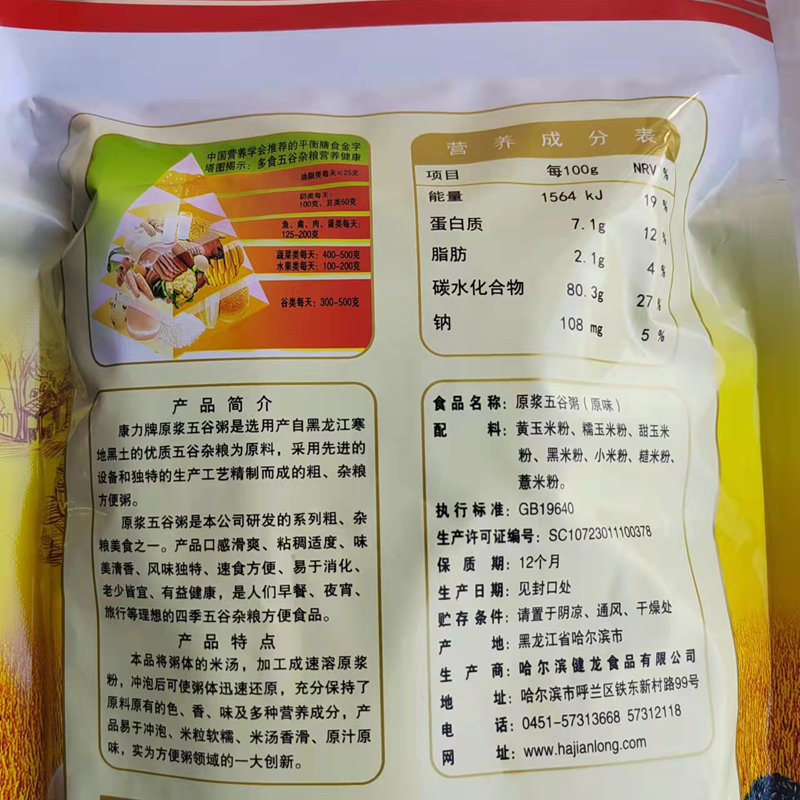 中国营养学会推荐的平衡膳食金字
塔图揭示：多食五谷杂粮营养健康
油脂类每天<25克
奶类每天：
100克、豆类50克
鱼、禽、肉、蛋类每天：
125-200克
蔬菜类每天：400-500克
水果类每天：100-200克
谷类每天：300-500克
营养成分表
项目 每100g NRV %
能量 1564 kJ 19 %
蛋白质 7.1g 12 %
脂肪 2.1g 4 %
碳水化合物 80.3g 27 %
钠 108 mg 5 %
产品简介
康力牌原浆五谷粥是选用产自黑龙江寒
地黑土的优质五谷杂粮为原料，采用先进的
设备和独特的生产工艺精制而成的粗、杂粮
方便粥。
原浆五谷粥是本公司研发的系列粗、杂
粮美食之一。产品口感滑爽、粘稠适度、味
美清香、风味独特、速食方便、易于消化、
老少皆宜、有益健康，是人们早餐、夜宵、
旅行等理想的四季五谷杂粮方便食品。
产品特点
本品将粥体的米汤，加工成速溶原浆
粉，冲泡后可使粥体迅速还原，充分保持了
原料原有的色、香、味及多种营养成分，产
品易于冲泡、米粒软糯、米汤香滑、原汁原
味，实为方便粥领域的一大创新。
食品名称：原浆五谷粥（原味）
配料：黄玉米粉、糯玉米粉、甜玉米
粉、黑米粉、小米粉、糙米粉、
薏米粉。
执行标准：GB19640
生产许可证编号：SC10723011100378
保质期：12个月
生产日期：见封口处
贮存条件：请置于阴凉、通风、干燥处
产地：黑龙江省哈尔滨市
生产商：哈尔滨健龙食品有限公司
地址：哈尔滨市呼兰区铁东新村路99号
电话：0451-57313668 57312118
网址：www.hajianlong.com